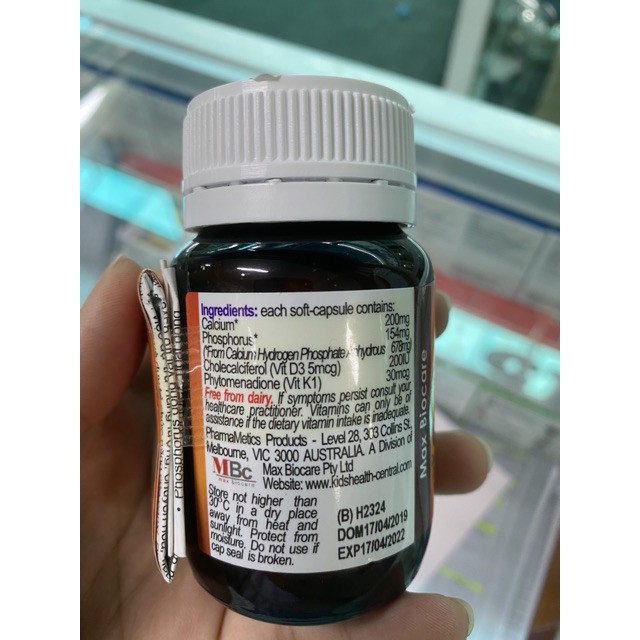 Ingredients: each soft-capsule contains:
Calcium* 200mg
Phosphorus* 154mg
(*From Calcium Hydrogen Phosphate Anhydrous 678mg)
Cholecalciferol (Vit D3 5mcg) 200IU
Phytomenadione (Vit K1) 30mcg
Free from dairy. If symptoms persist consult your
healthcare practitioner. Vitamins can only be of
assistance if the dietary vitamin intake is inadequate.
PharmaMetics Products - Level 28, 303 Collins St,
Melbourne, VIC 3000 AUSTRALIA. A Division of
MBc Max Biocare Pty Ltd
max biocare Website: www.kidshealth-central.com
Store not higher than
30°C in a dry place
away from heat and
sunlight. Protect from
moisture. Do not use if
cap seal is broken.
(B) H2324
DOM17/04/2019
EXP17/04/2022
Max Biocare
• Phosphorus